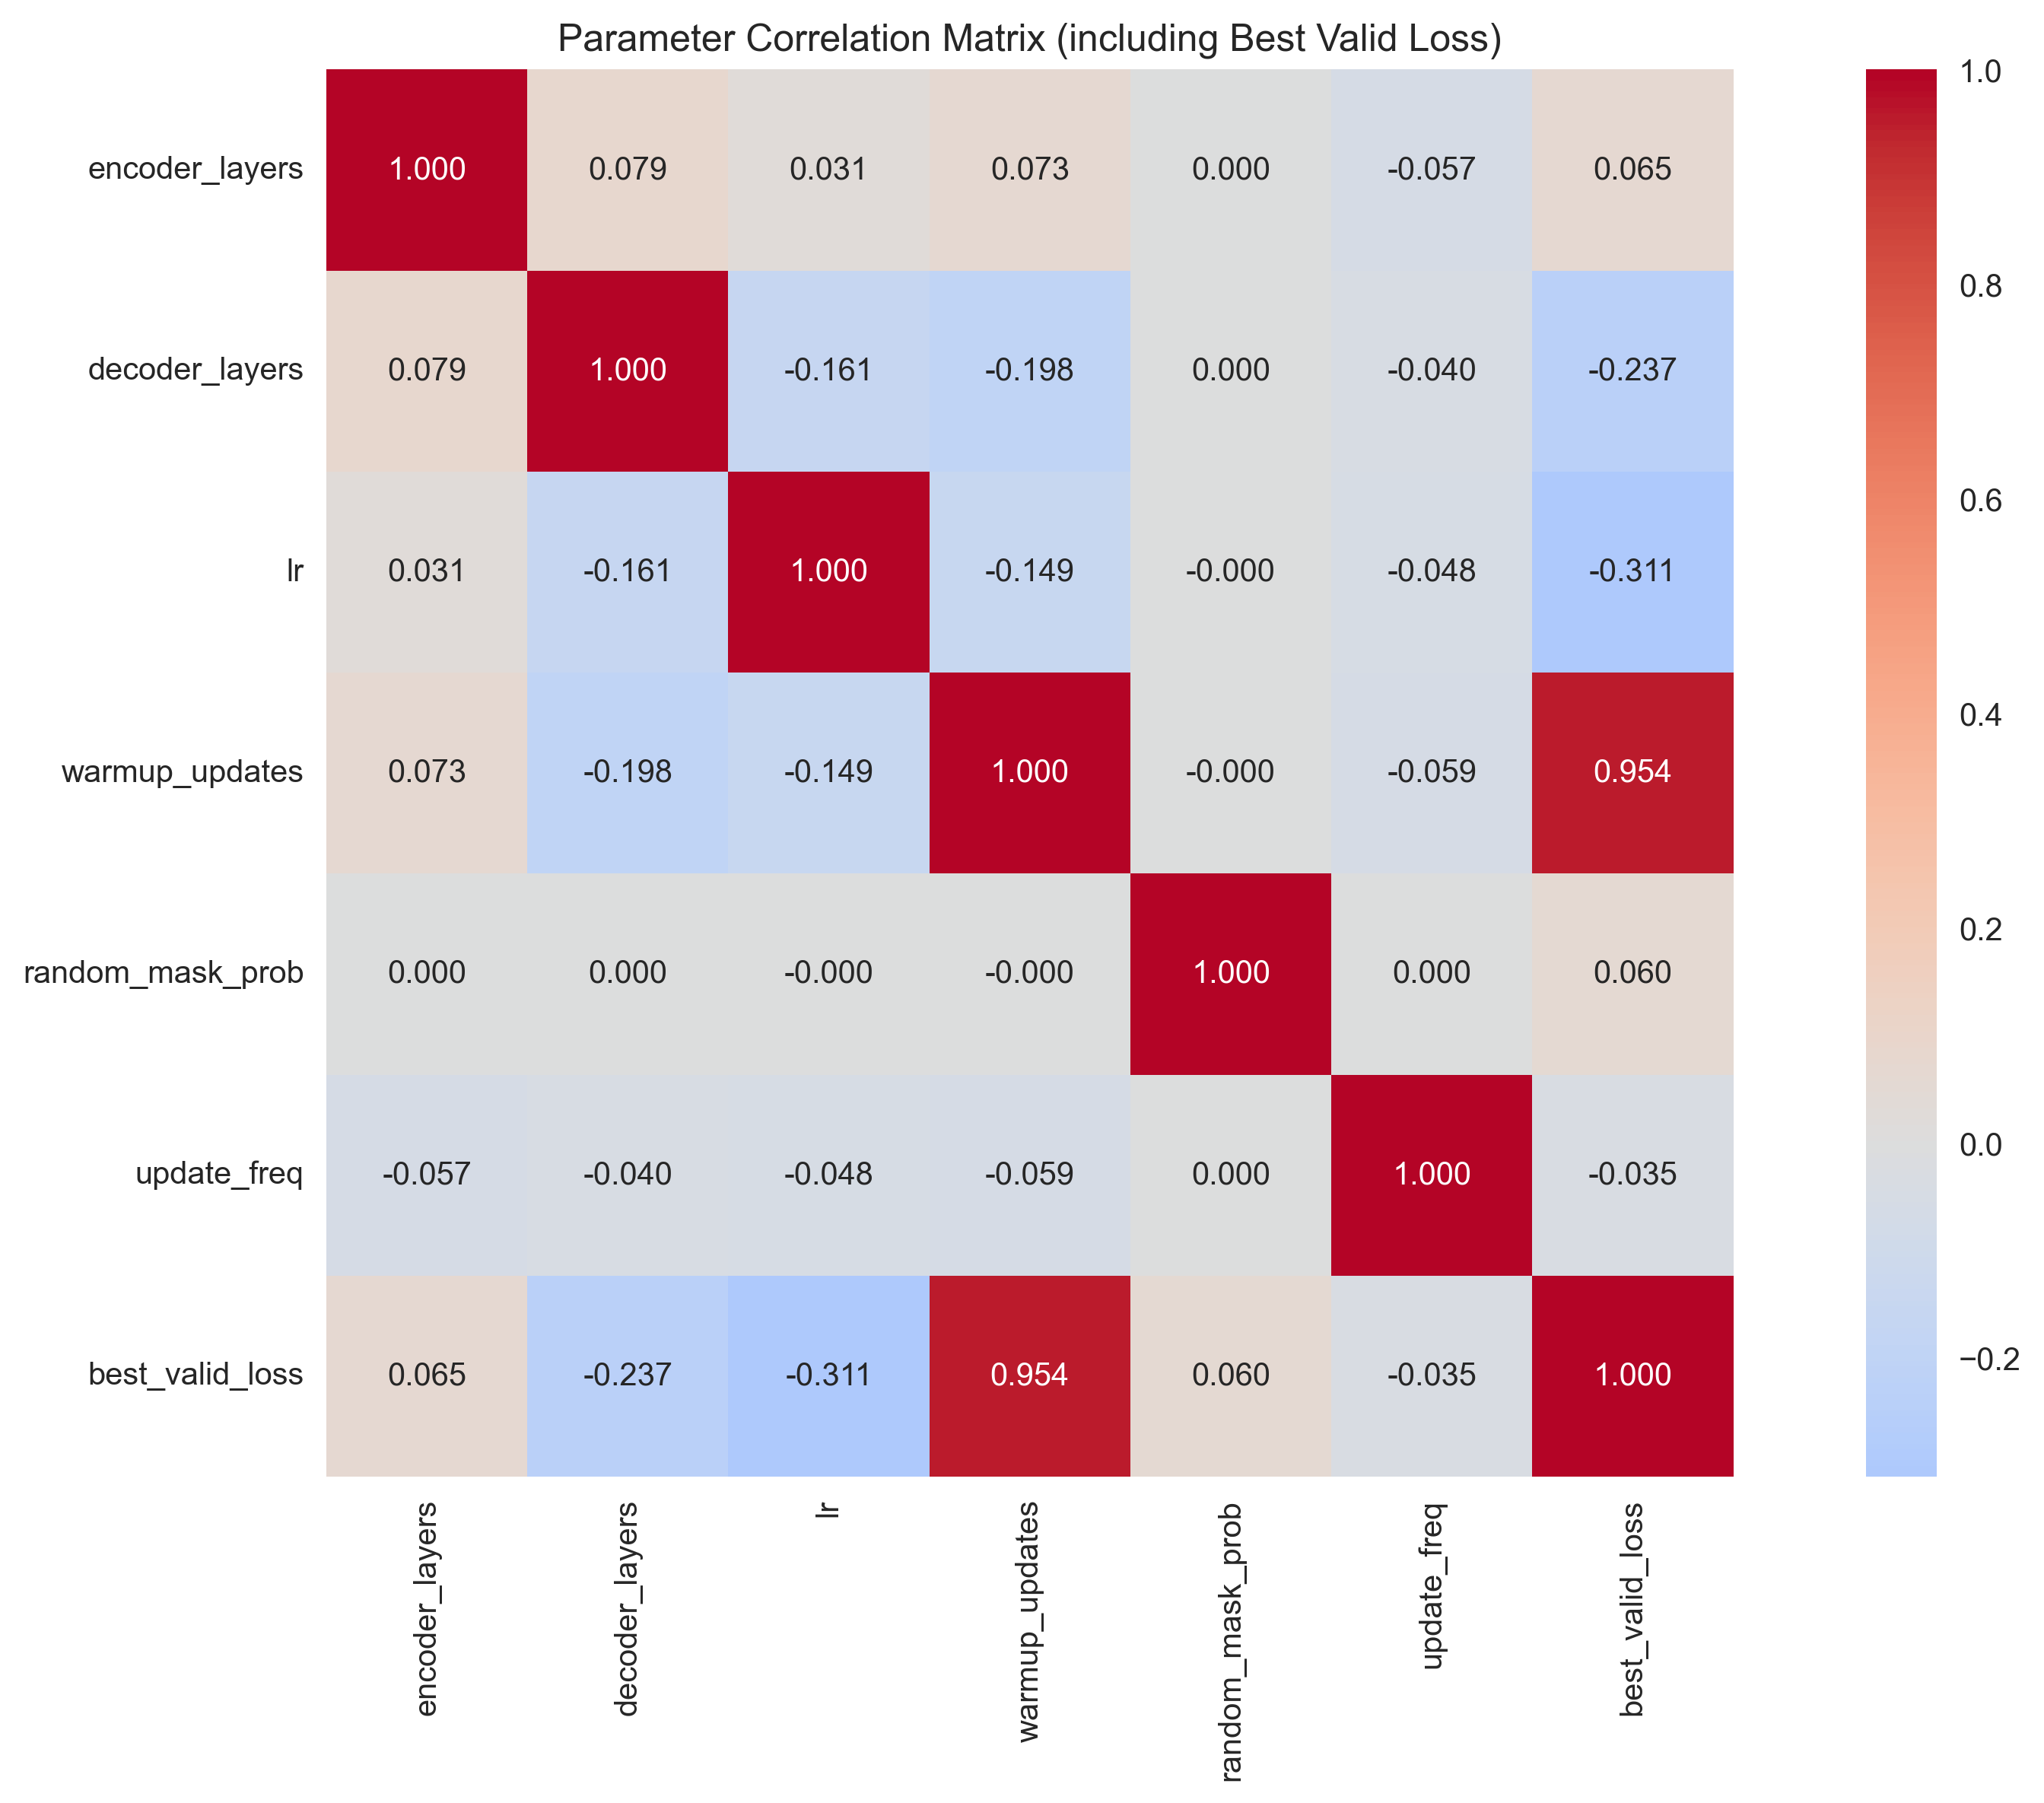 Parameter Correlation Matrix (including Best Valid Loss)
encoder_layers 1.000 0.079 0.031 0.073 0.000 -0.057 0.065
decoder_layers 0.079 1.000 -0.161 -0.198 0.000 -0.040 -0.237
lr 0.031 -0.161 1.000 -0.149 -0.000 -0.048 -0.311
warmup_updates 0.073 -0.198 -0.149 1.000 -0.000 -0.059 0.954
random_mask_prob 0.000 0.000 -0.000 -0.000 1.000 0.000 0.060
update_freq -0.057 -0.040 -0.048 -0.059 0.000 1.000 -0.035
best_valid_loss 0.065 -0.237 -0.311 0.954 0.060 -0.035 1.000
encoder_layers
decoder_layers
lr
warmup_updates
random_mask_prob
update_freq
best_valid_loss
1.0
0.8
0.6
0.4
0.2
0.0
−0.2